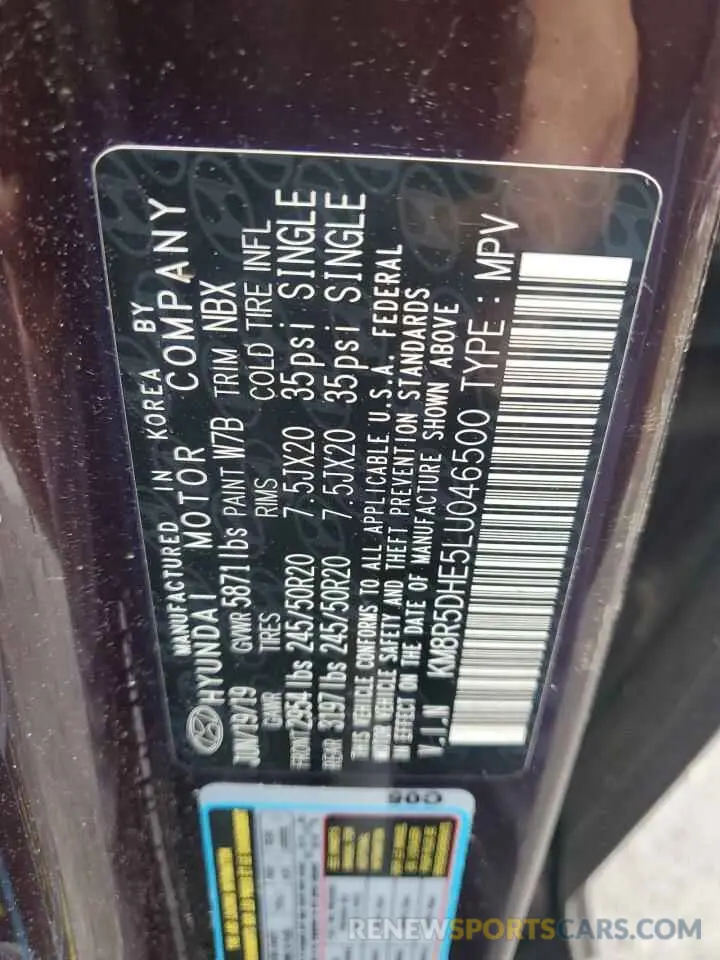 MANUFACTURED IN KOREA BY
HYUNDAI MOTOR COMPANY
JUN/19/19 GVWR 5871lbs PAINT W7B TRIM NBX
GAWR TIRES RIMS COLD TIRE INFL
FRONT 2954 lbs 245/50R20 7.5JX20 35psi SINGLE
REAR 3197 lbs 245/50R20 7.5JX20 35psi SINGLE
THIS VEHICLE CONFORMS TO ALL APPLICABLE U.S.A. FEDERAL
MOTOR VEHICLE SAFETY AND THEFT PREVENTION STANDARDS
IN EFFECT ON THE DATE OF MANUFACTURE SHOWN ABOVE
V.I.N KM8R5DHE5LU046500 TYPE : MPV
RENEWSPORTSCARS.COM